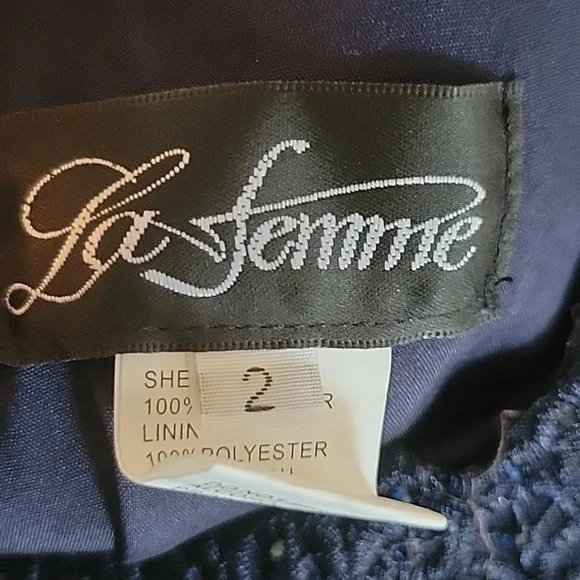 La Femme
2
SHE
100%
LININ
100% POLYESTER